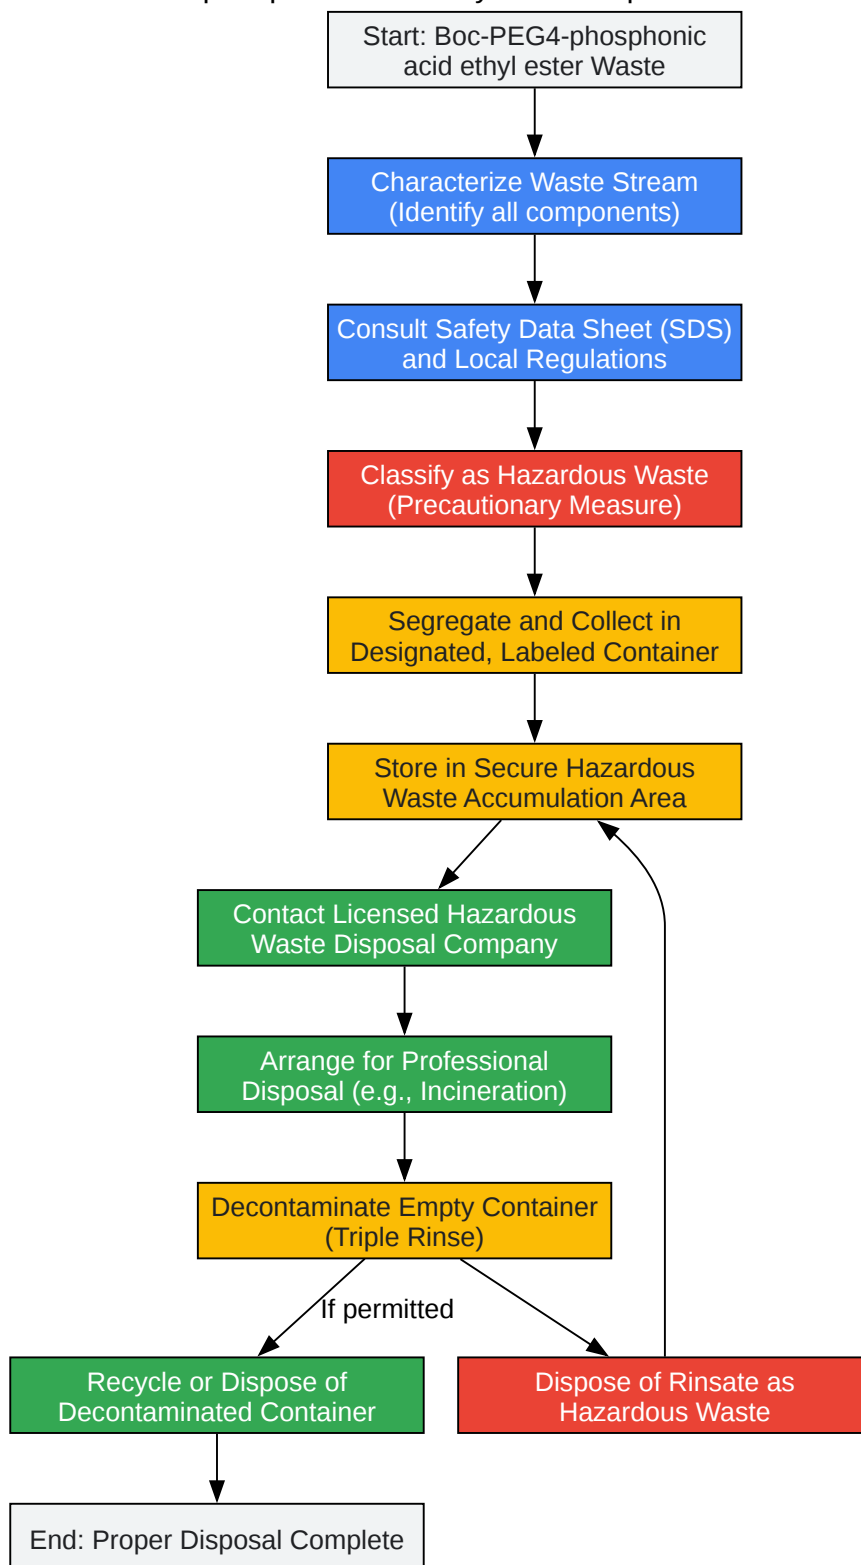 Start: Boc-PEG4-phosphonic
acid ethyl ester Waste
Characterize Waste Stream
(Identify all components)
Consult Safety Data Sheet (SDS)
and Local Regulations
Classify as Hazardous Waste
(Precautionary Measure)
Segregate and Collect in
Designated, Labeled Container
Store in Secure Hazardous
Waste Accumulation Area
Contact Licensed Hazardous
Waste Disposal Company
Arrange for Professional
Disposal (e.g., Incineration)
Decontaminate Empty Container
(Triple Rinse)
If permitted
Recycle or Dispose of
Decontaminated Container
Dispose of Rinsate as
Hazardous Waste
End: Proper Disposal Complete